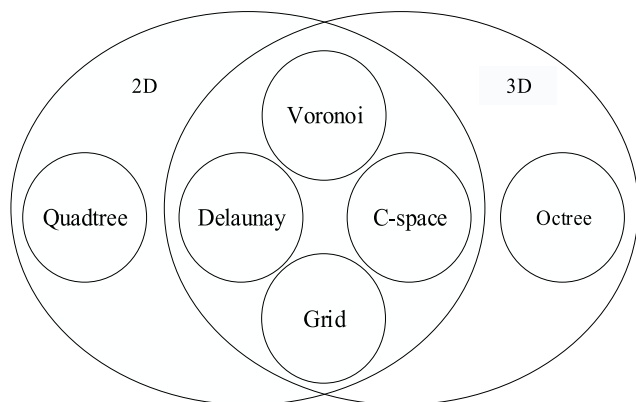 2D
3D
Voronoi
Quadtree
Delaunay
C-space
Octree
Grid